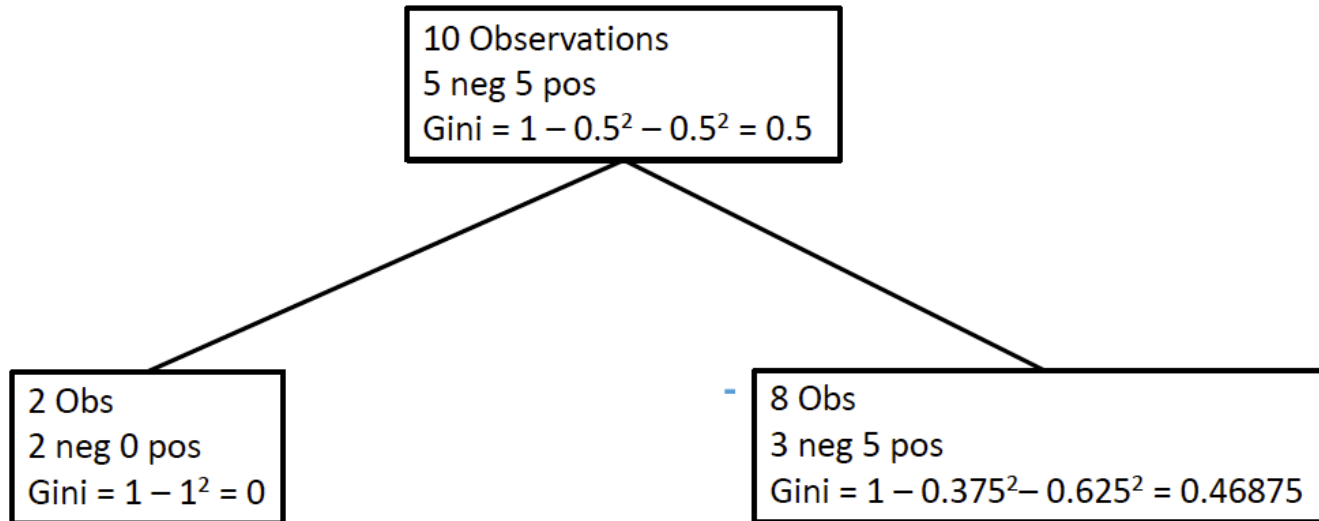 10 Observations
5 neg 5 pos
Gini = 1 – 0.5² – 0.5² = 0.5
2 Obs
2 neg 0 pos
Gini = 1 – 1² = 0
-
8 Obs
3 neg 5 pos
Gini = 1 – 0.375²– 0.625² = 0.46875